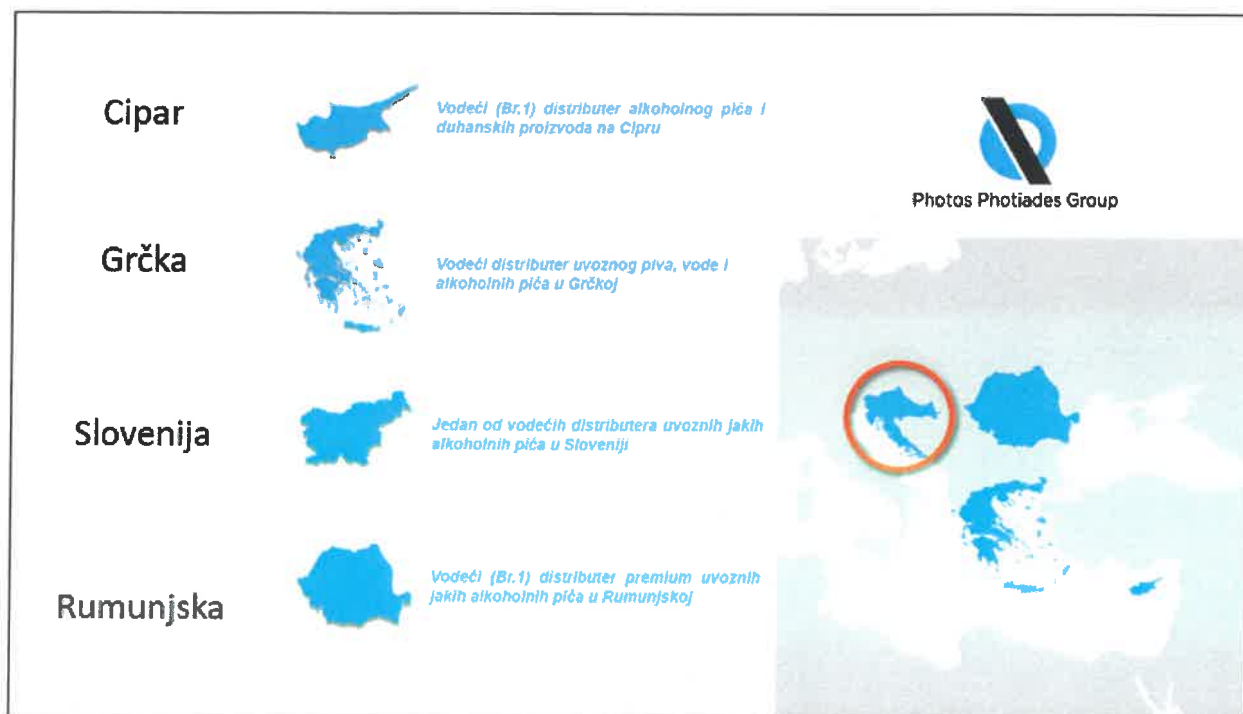 Cipar
Vodeći (Br.1) distributer alkoholnog pića i
duhanskih proizvoda na Cipru
Photos Photiades Group
Grčka
Vodeći distributer uvoznog piva, vode i
alkoholnih pića u Grčkoj
Slovenija
Jedan od vodećih distributera uvoznih jakih
alkoholnih pića u Sloveniji
Rumunjska
Vodeći (Br.1) distributer premium uvoznih
jakih alkoholnih pića u Rumunjskoj